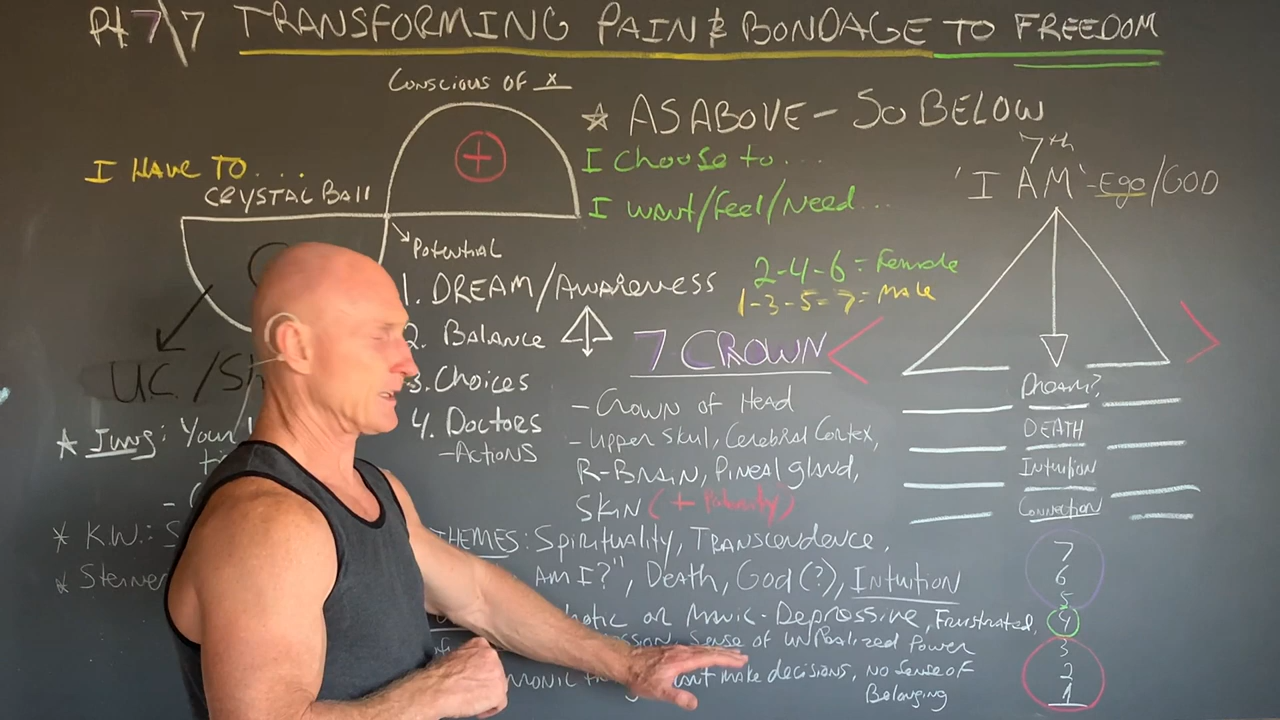 Pt 7\7 TRANSFORMING PAIN & BONDAGE TO FREEDOM
CONSCIOUS OF x
I HAVE TO....
CRYSTAL BALL
+
☆ AS ABOVE - SO BELOW
I choose to....
I want/feel/need...
7th
'I AM' - Ego/GOD
POTENTIAL
1. DREAM/AWARENESS
2. Balance
3. Choices
4. Doctors
- ACTIONS
2-4-6 = Female
1-3-5=7= Male
UC/Sh
7 CROWN
- Crown of Head
- Upper Skul, Cerebral Cortex,
R-BRAIN, Pineal gland,
SKIN (+ Polarity)
Dream?
DEATH
Intuition
Connection
7
6
5
4
3
2
1
★ Jung: Your
* K.W.: S
* Steiner
THEMES: Spirituality, Transcendence,
AM I?", Death, God(?), Intuition
or Manic-Depressive, Frustrated,
Sense of unrealized Power
make decisions, no sense of
Belonging